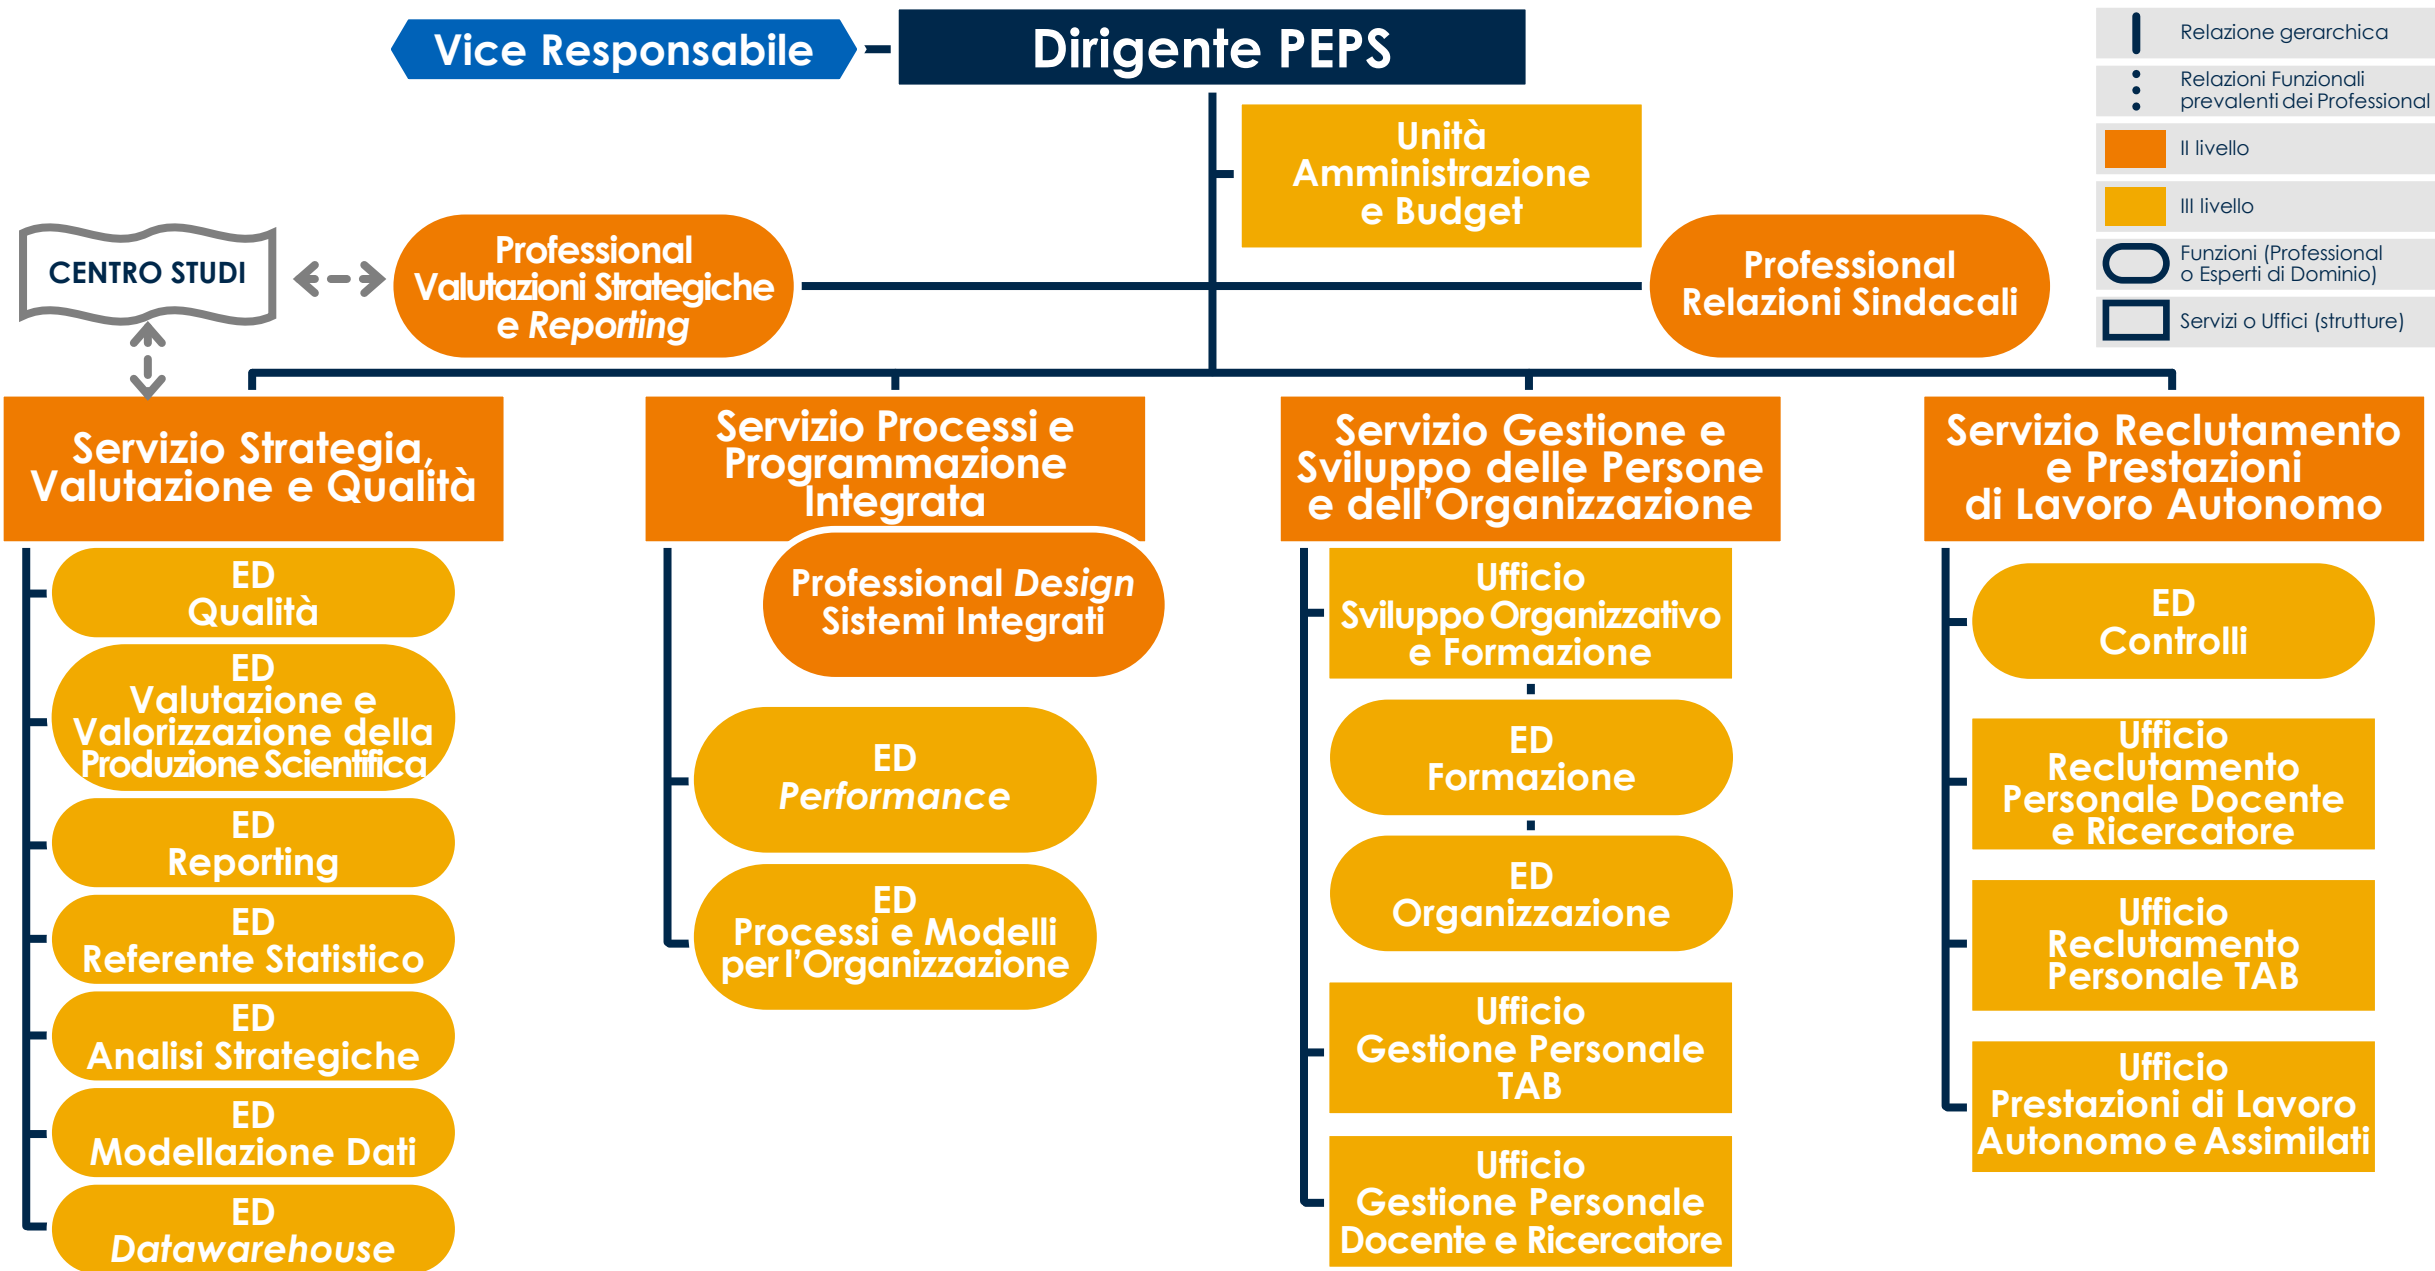 Vice Responsabile
Dirigente PEPS
Relazione gerarchica
Relazioni Funzionali
prevalenti dei Professional
II livello
III livello
Funzioni (Professional
o Esperti di Dominio)
Servizi o Uffici (strutture)
Unità
Amministrazione
e Budget
CENTRO STUDI
Professional
Valutazioni Strategiche
e Reporting
Professional
Relazioni Sindacali
Servizio Strategia,
Valutazione e Qualità
ED
Qualità
ED
Valutazione e
Valorizzazione della
Produzione Scientifica
ED
Reporting
ED
Referente Statistico
ED
Analisi Strategiche
ED
Modellazione Dati
ED
Datawarehouse
Servizio Processi e
Programmazione
Integrata
Professional Design
Sistemi Integrati
ED
Performance
ED
Processi e Modelli
per l’Organizzazione
Servizio Gestione e
Sviluppo delle Persone
e dell’Organizzazione
Ufficio
Sviluppo Organizzativo
e Formazione
ED
Formazione
ED
Organizzazione
Ufficio
Gestione Personale
TAB
Ufficio
Gestione Personale
Docente e Ricercatore
Servizio Reclutamento
e Prestazioni
di Lavoro Autonomo
ED
Controlli
Ufficio
Reclutamento
Personale Docente
e Ricercatore
Ufficio
Reclutamento
Personale TAB
Ufficio
Prestazioni di Lavoro
Autonomo e Assimilati